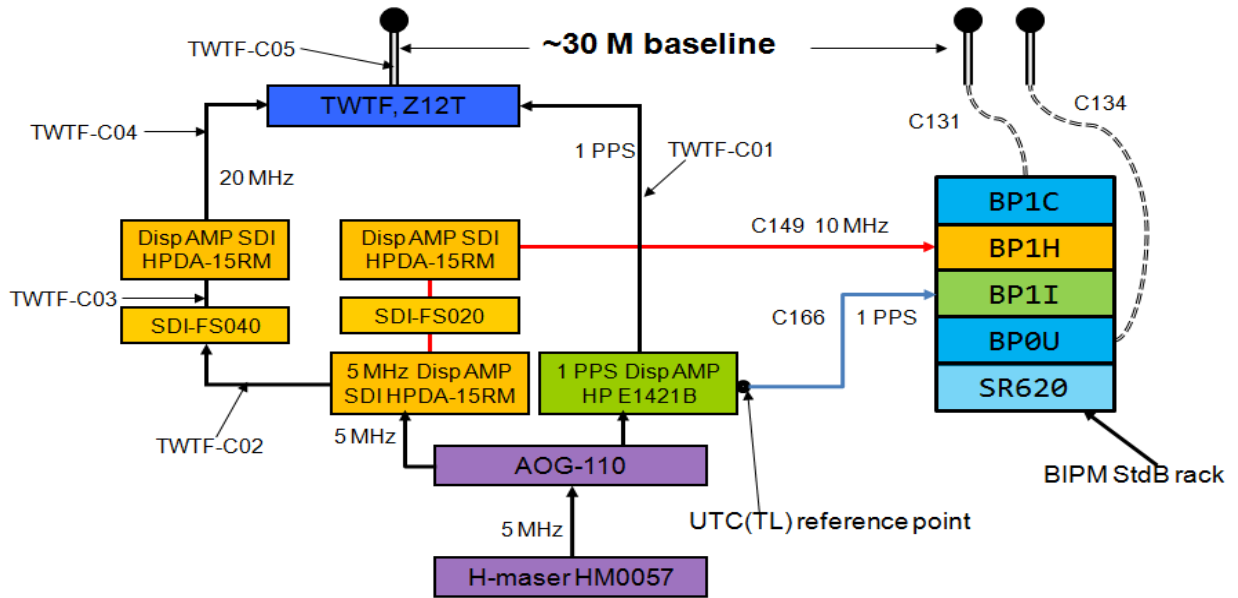 TWTF-C05
~30 M baseline
TWTF, Z12T
C134
TWTF-C04
C131
1 PPS
TWTF-C01
20 MHz
BP1C
Disp AMP SDI
HPDA-15RM
Disp AMP SDI
HPDA-15RM
C149 10 MHz
BP1H
TWTF-C03
BP1I
SDI-FS040
SDI-FS020
C166
1 PPS
BP0U
5 MHz Disp AMP
SDI HPDA-15RM
1 PPS Disp AMP
HP E1421B
SR620
TWTF-C02
5 MHz
AOG-110
BIPM StdB rack
UTC(TL) reference point
5 MHz
H-maser HM0057